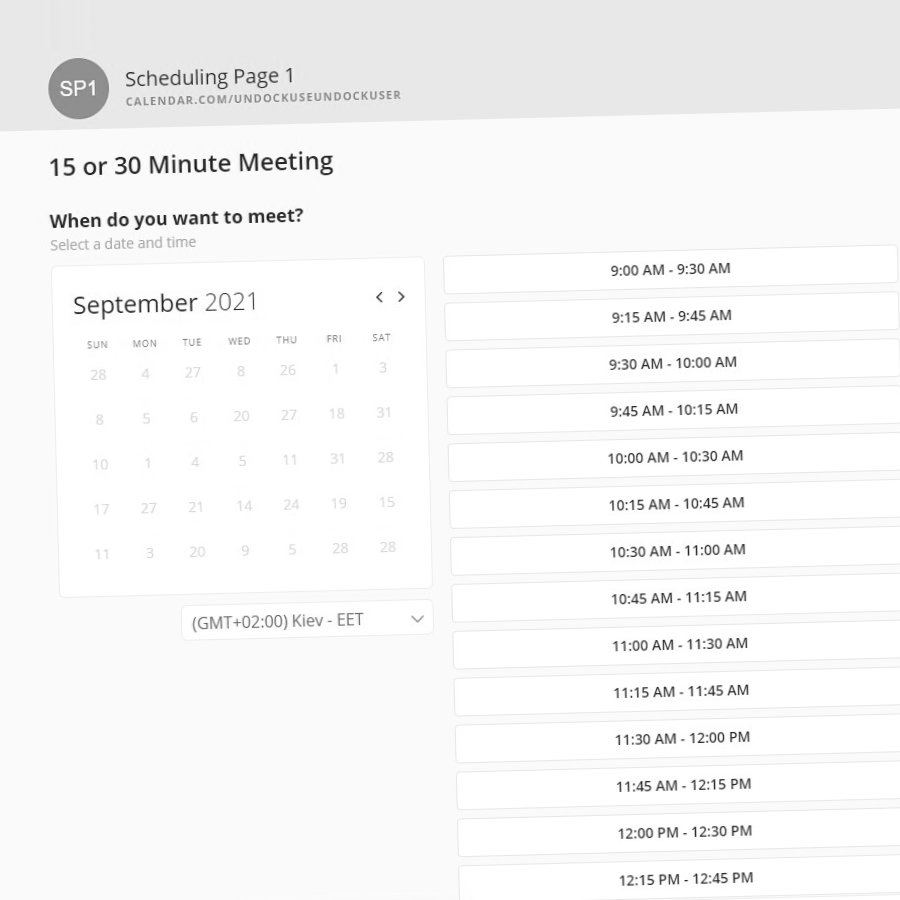 SP1
Scheduling Page 1
CALENDAR.COM/UNDOCKUSEUNDOCKUSER
15 or 30 Minute Meeting
When do you want to meet?
Select a date and time
September 2021
SUN MON TUE WED THU FRI SAT
28 4 27 8 26 1 3
8 5 6 20 27 18 31
10 1 4 5 11 31 28
17 27 21 14 24 19 15
11 3 20 9 5 28 28
(GMT+02:00) Kiev - EET
9:00 AM - 9:30 AM
9:15 AM - 9:45 AM
9:30 AM - 10:00 AM
9:45 AM - 10:15 AM
10:00 AM - 10:30 AM
10:15 AM - 10:45 AM
10:30 AM - 11:00 AM
10:45 AM - 11:15 AM
11:00 AM - 11:30 AM
11:15 AM - 11:45 AM
11:30 AM - 12:00 PM
11:45 AM - 12:15 PM
12:00 PM - 12:30 PM
12:15 PM - 12:45 PM